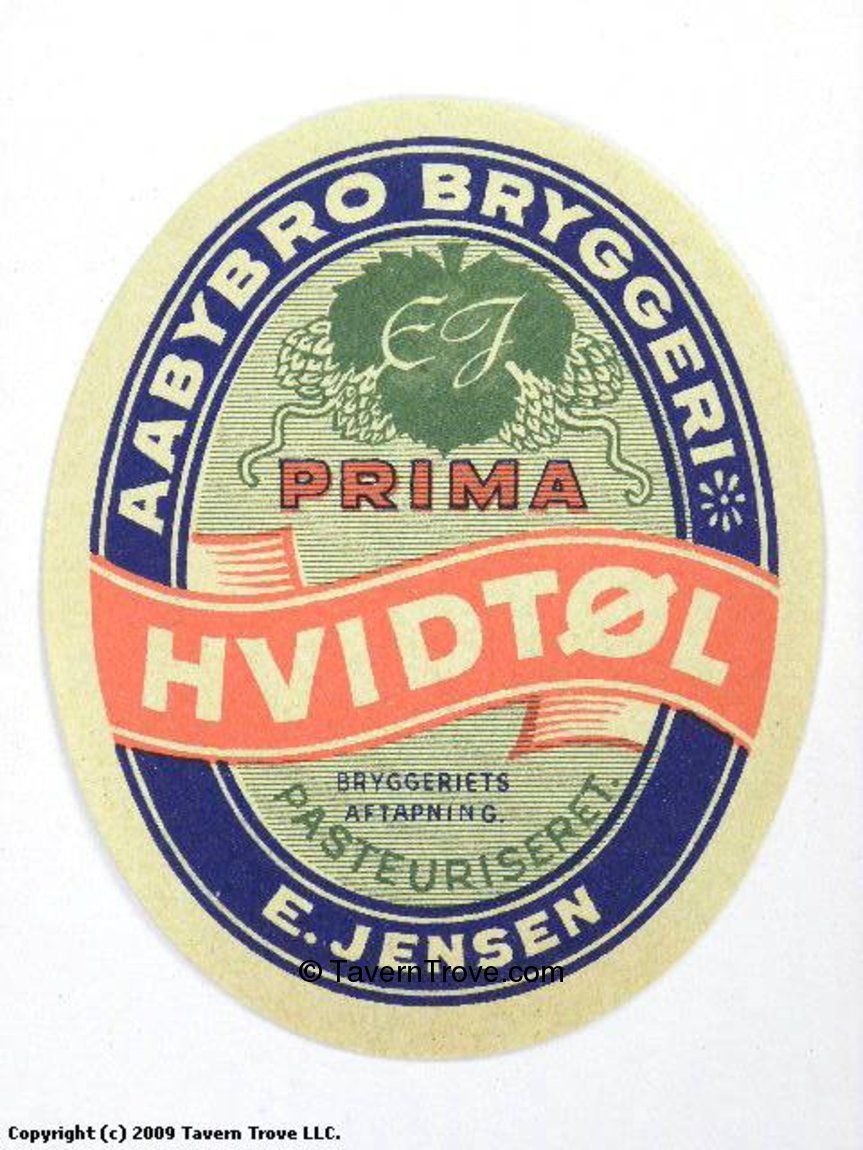 AABYBRO BRYGGERI
EJ
PRIMA
HVIDTØL
BRYGGERIETS
AFTAPNING.
PASTEURISERET.
E. JENSEN
© TavernTrove.com
Copyright (c) 2009 Tavern Trove LLC.